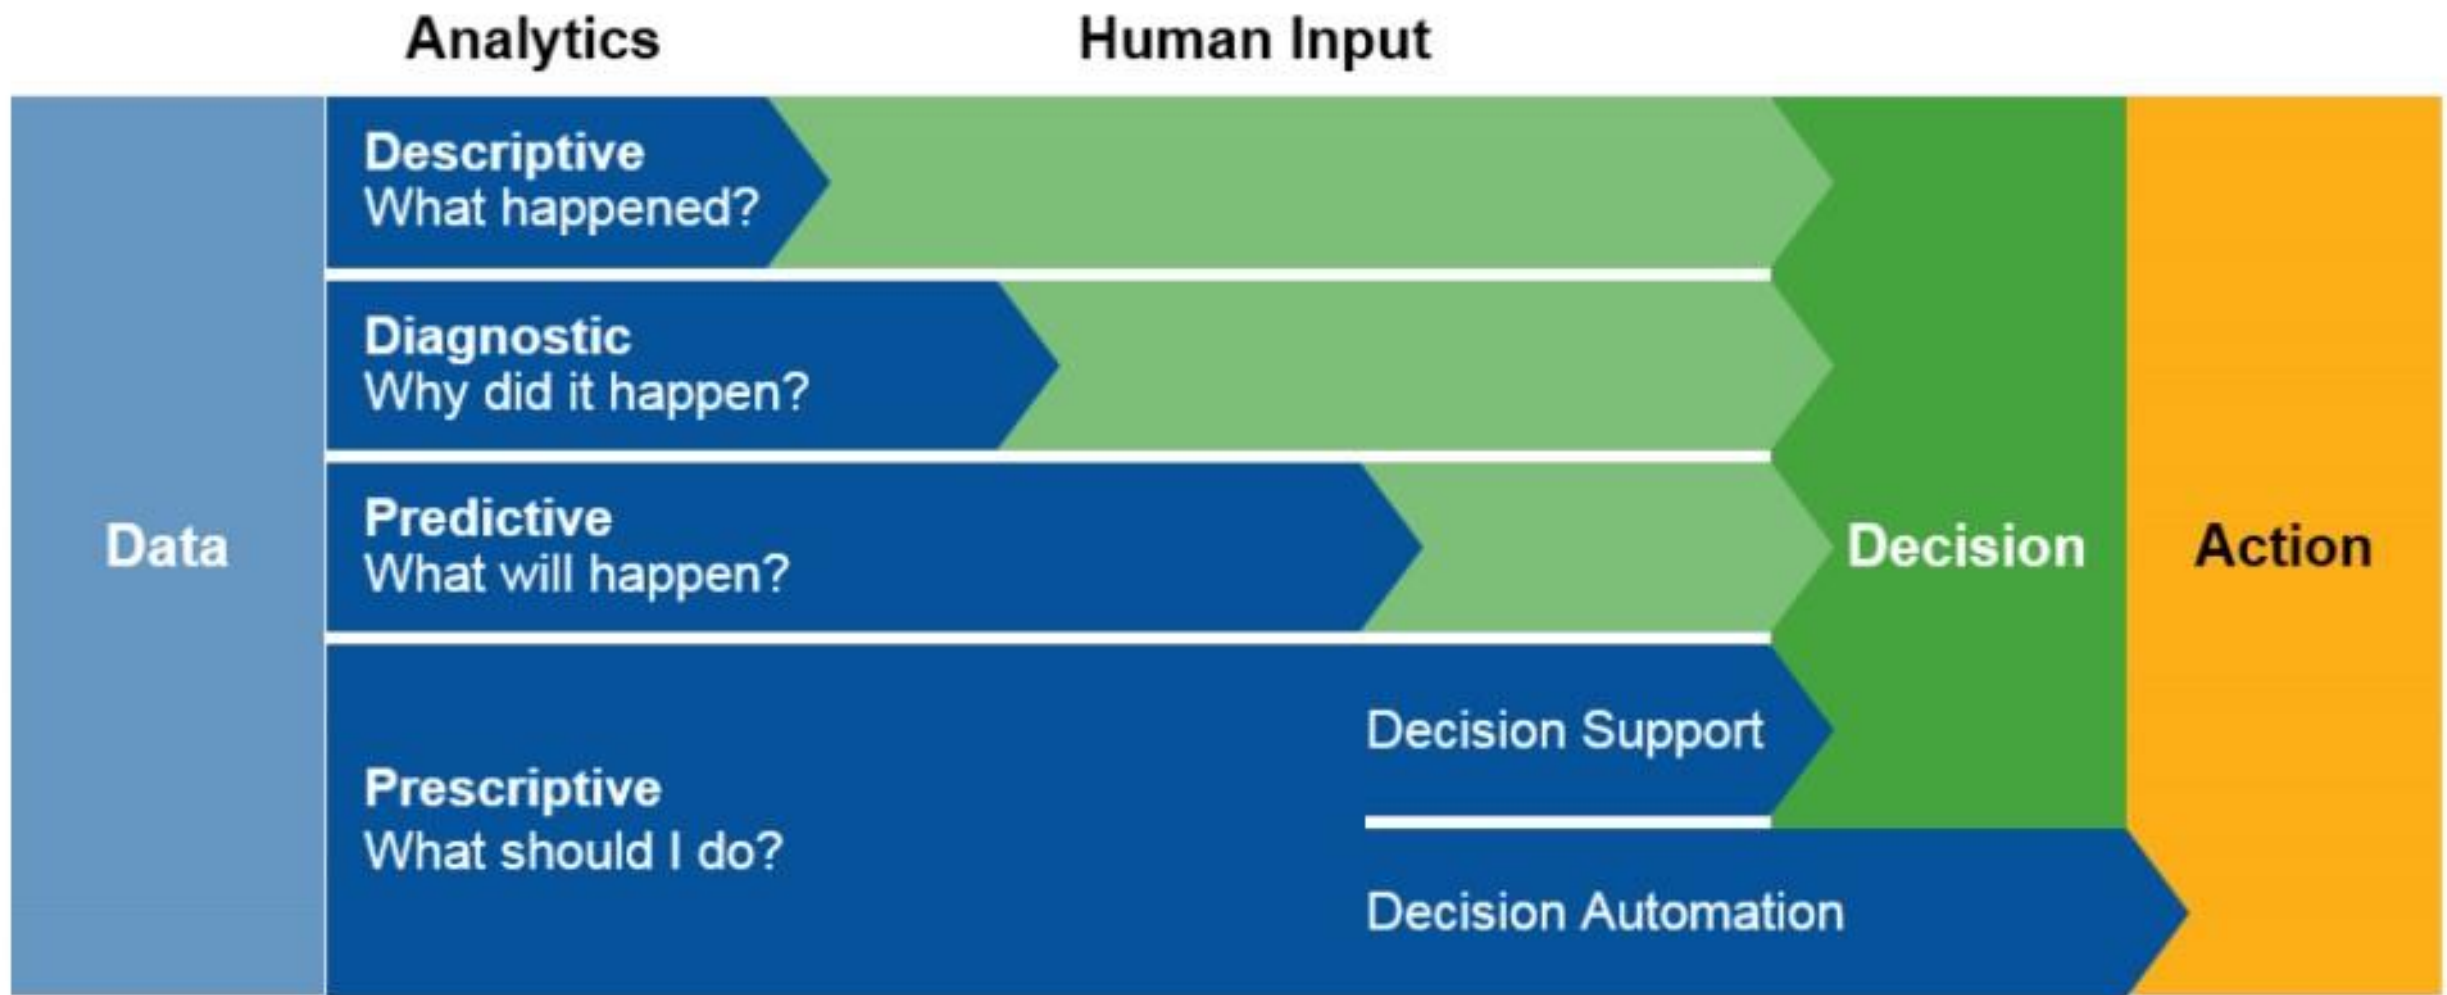 Analytics
Human Input
Descriptive
What happened?
Diagnostic
Why did it happen?
Predictive
What will happen?
Data
Decision
Action
Decision Support
Prescriptive
What should I do?
Decision Automation